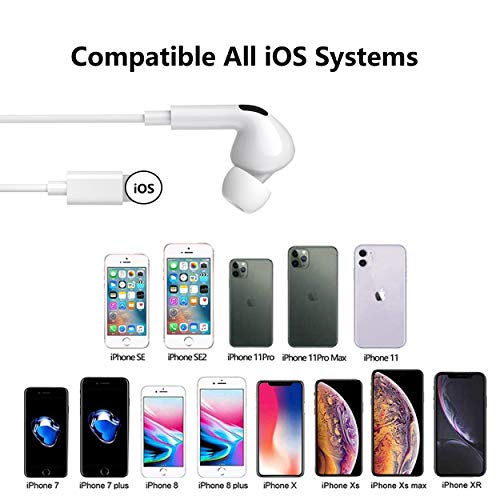 Compatible All iOS Systems
iOS
iPhone SE iPhone SE2 iPhone 11Pro iPhone 11Pro Max iPhone 11
iPhone 7 iPhone 7 plus iPhone 8 iPhone 8 plus iPhone X iPhone Xs iPhone Xs max iPhone XR